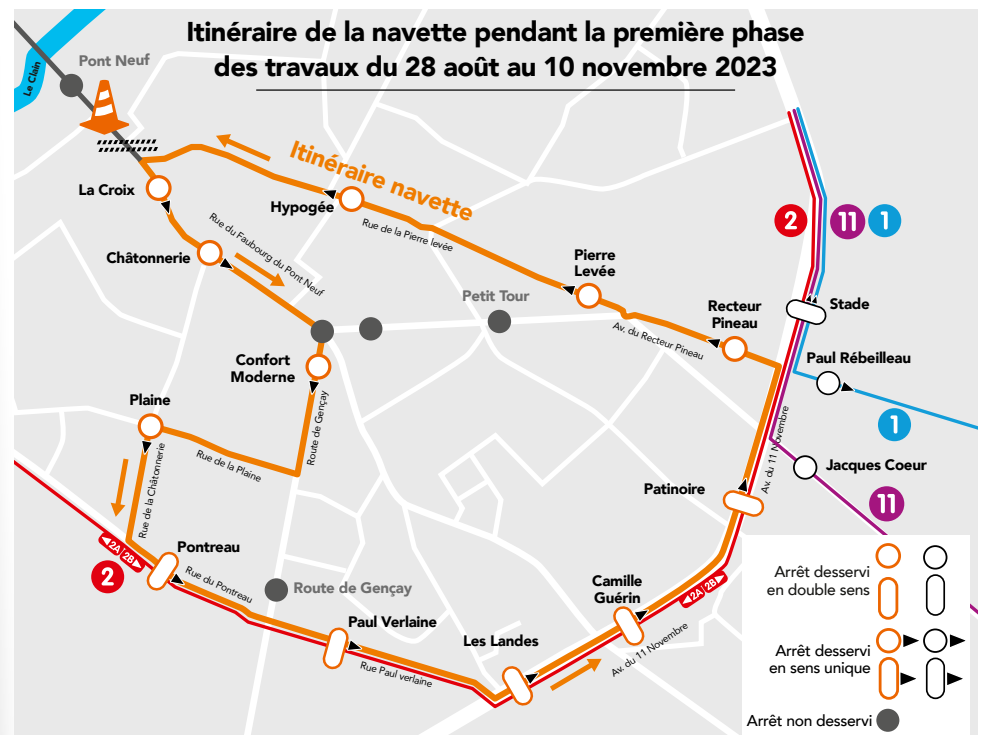 Itinéraire de la navette pendant la première phase
des travaux du 28 août au 10 novembre 2023
Le Clain
Pont Neuf
Itinéraire navette
La Croix
Hypogée
Rue de la Pierre levée
Châtonnerie
Rue du Faubourg du Pont Neuf
2
11
1
Pierre
Levée
Petit Tour
Recteur
Pineau
Av. du Recteur Pineau
Stade
Confort
Moderne
Paul Rébeilleau
1
Plaine
Route de Gençay
Rue de la Plaine
Rue de la Châtonnerie
Av. du 11 Novembre
Jacques Coeur
11
Patinoire
2A 2B
2
Pontreau
Rue du Pontreau
Route de Gençay
Paul Verlaine
Rue Paul verlaine
Les Landes
Camille
Guérin
2A 2B
Av. du 11 Novembre
Arrêt desservi
en double sens
Arrêt desservi
en sens unique
Arrêt non desservi